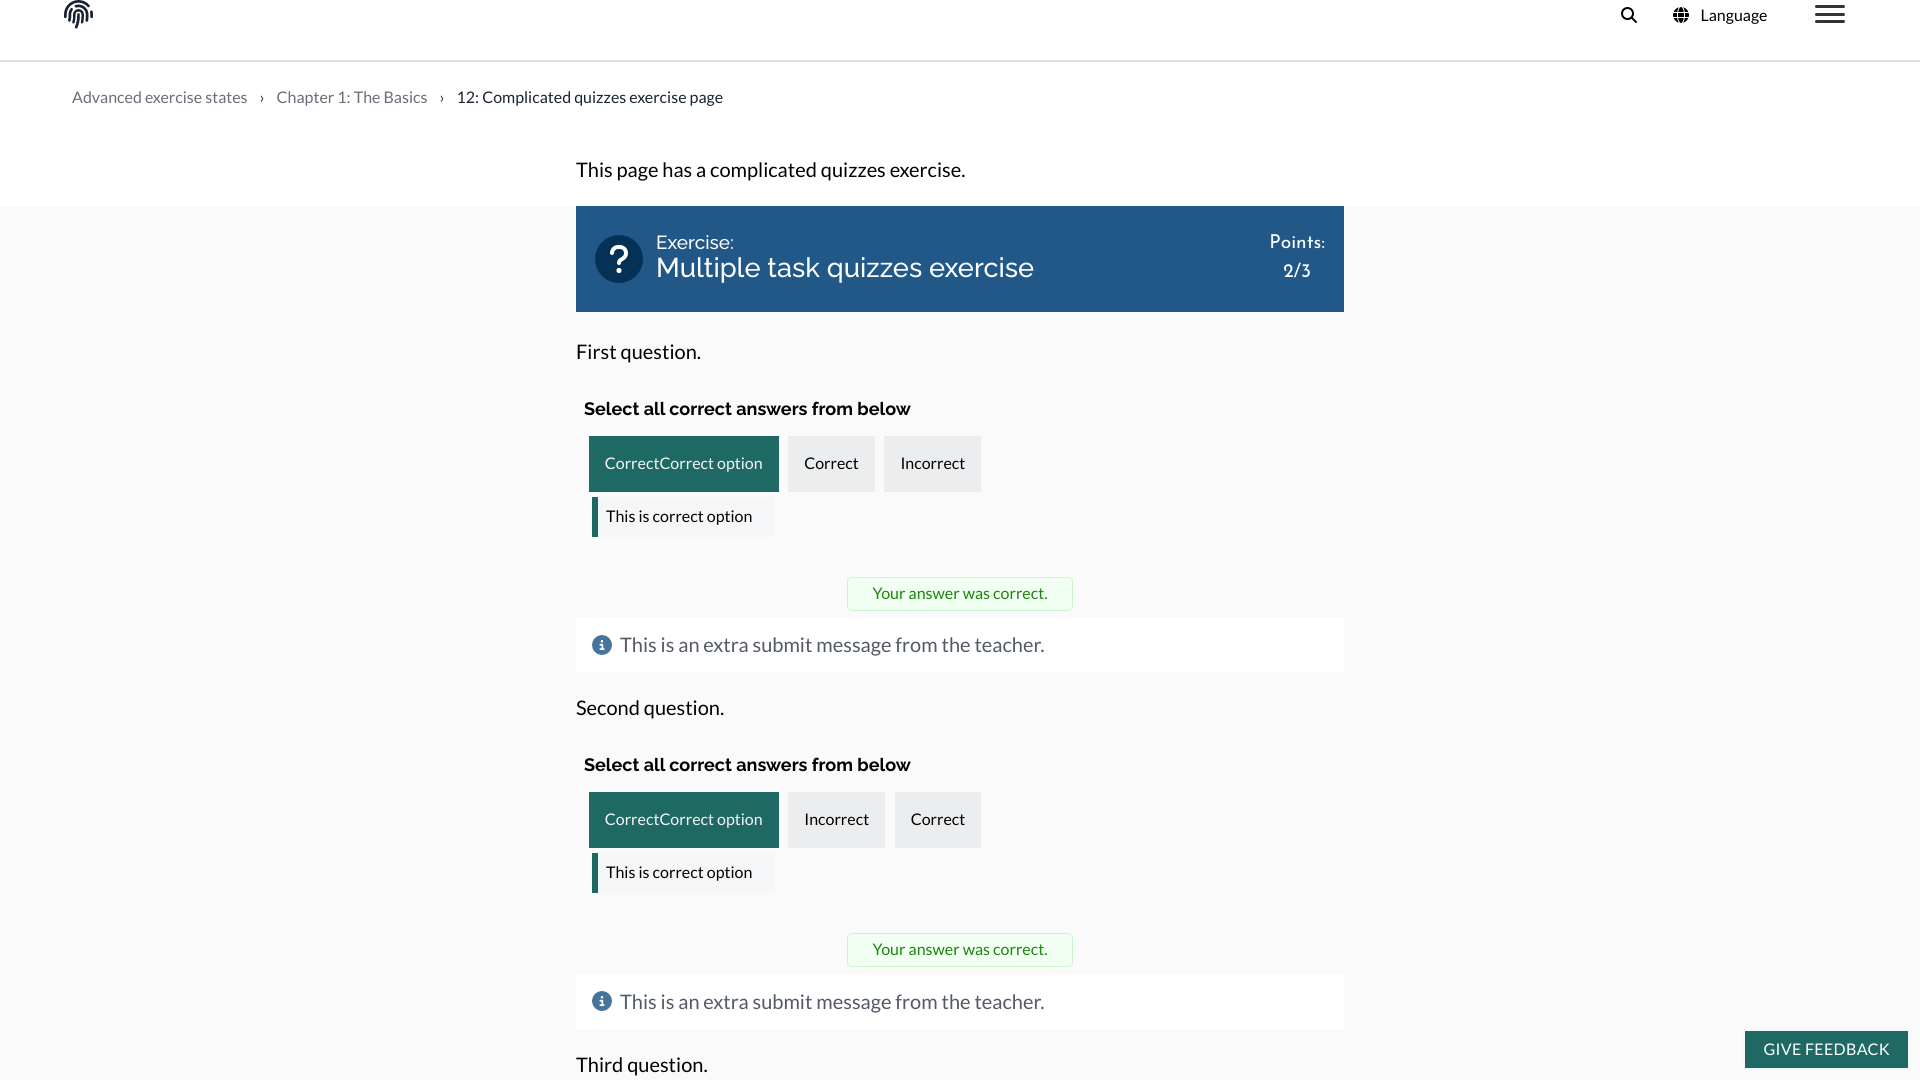 Language
Advanced exercise states › Chapter 1: The Basics › 12: Complicated quizzes exercise page
This page has a complicated quizzes exercise.
?
Exercise:
Multiple task quizzes exercise
Points:
2/3
First question.
Select all correct answers from below
CorrectCorrect option
Correct
Incorrect
This is correct option
Your answer was correct.
This is an extra submit message from the teacher.
Second question.
Select all correct answers from below
CorrectCorrect option
Incorrect
Correct
This is correct option
Your answer was correct.
This is an extra submit message from the teacher.
Third question.
GIVE FEEDBACK